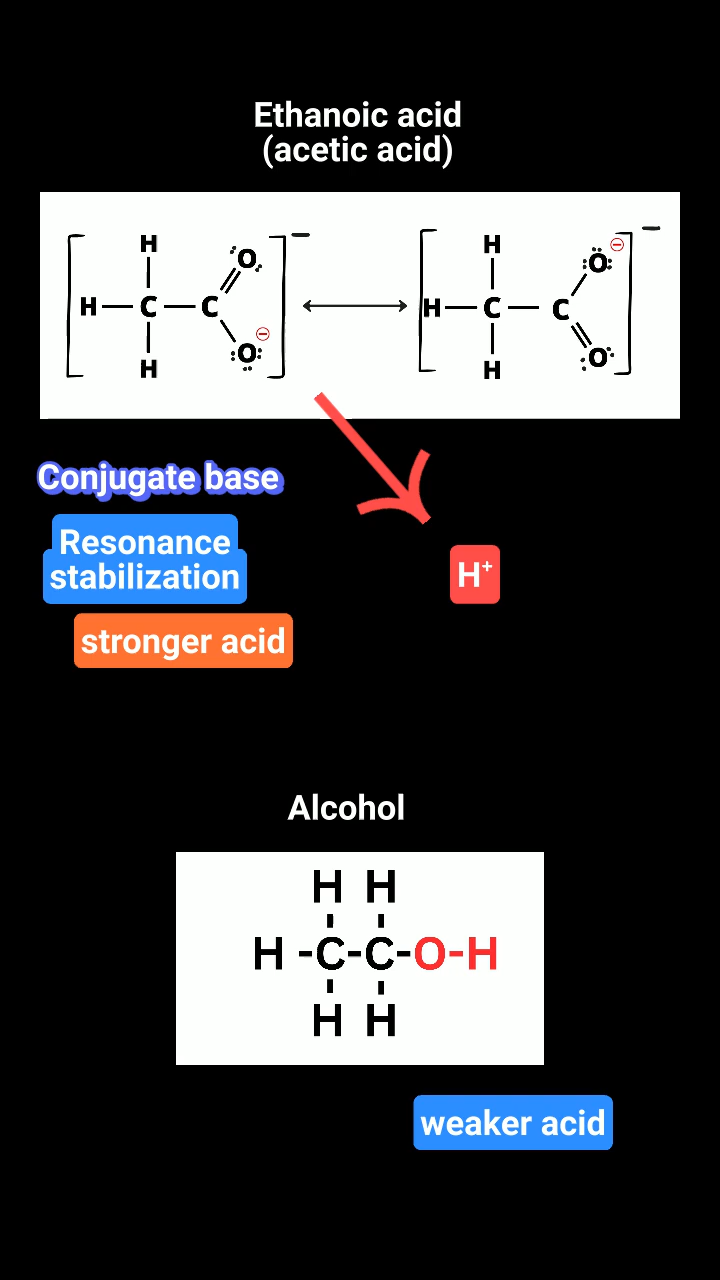 Ethanoic acid
(acetic acid)
H O H O
H C C H C C
H O H O
Conjugate base
Resonance
stabilization
H⁺
stronger acid
Alcohol
H H
H-C-C-O-H
H H
weaker acid